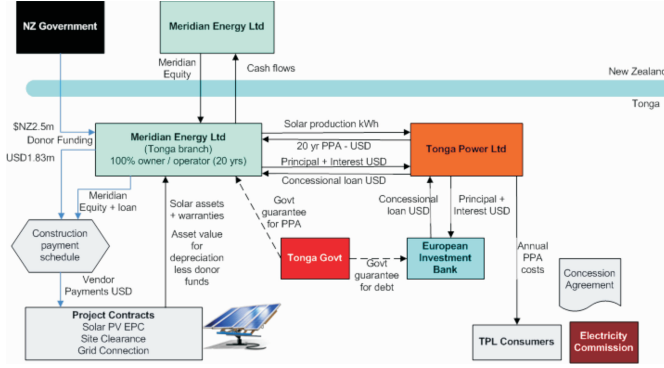 NZ Government
Meridian Energy Ltd
Meridian
Equity
Cash flows
New Zealand
Tonga
$NZ2.5m
Donor Funding
USD1.83m
Meridian Energy Ltd
(Tonga branch)
100% owner / operator (20 yrs)
Solar production kWh
20 yr PPA - USD
Principal + Interest USD
Concessional loan USD
Tonga Power Ltd
Meridian
Equity + loan
Solar assets
+ warranties
Asset value
for
depreciation
less donor
funds
Govt
guarantee
for PPA
Concessional
loan USD
Principal +
Interest USD
Construction
payment
schedule
Tonga Govt
Govt
guarantee
for debt
European
Investment
Bank
Annual
PPA
costs
Concession
Agreement
Vendor
Payments USD
Project Contracts
Solar PV EPC
Site Clearance
Grid Connection
TPL Consumers
Electricity
Commission